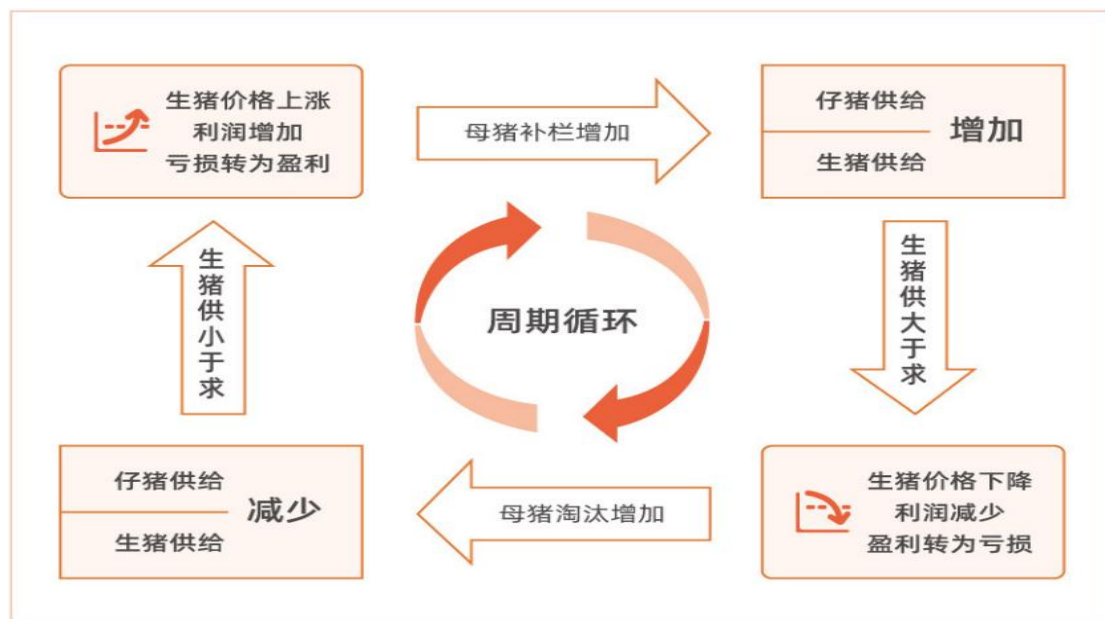 生猪价格上涨
利润增加
亏损转为盈利
母猪补栏增加
仔猪供给
生猪供给
增加
生猪供大于求
生猪价格下降
利润减少
盈利转为亏损
母猪淘汰增加
仔猪供给
生猪供给
减少
生猪供小于求
周期循环